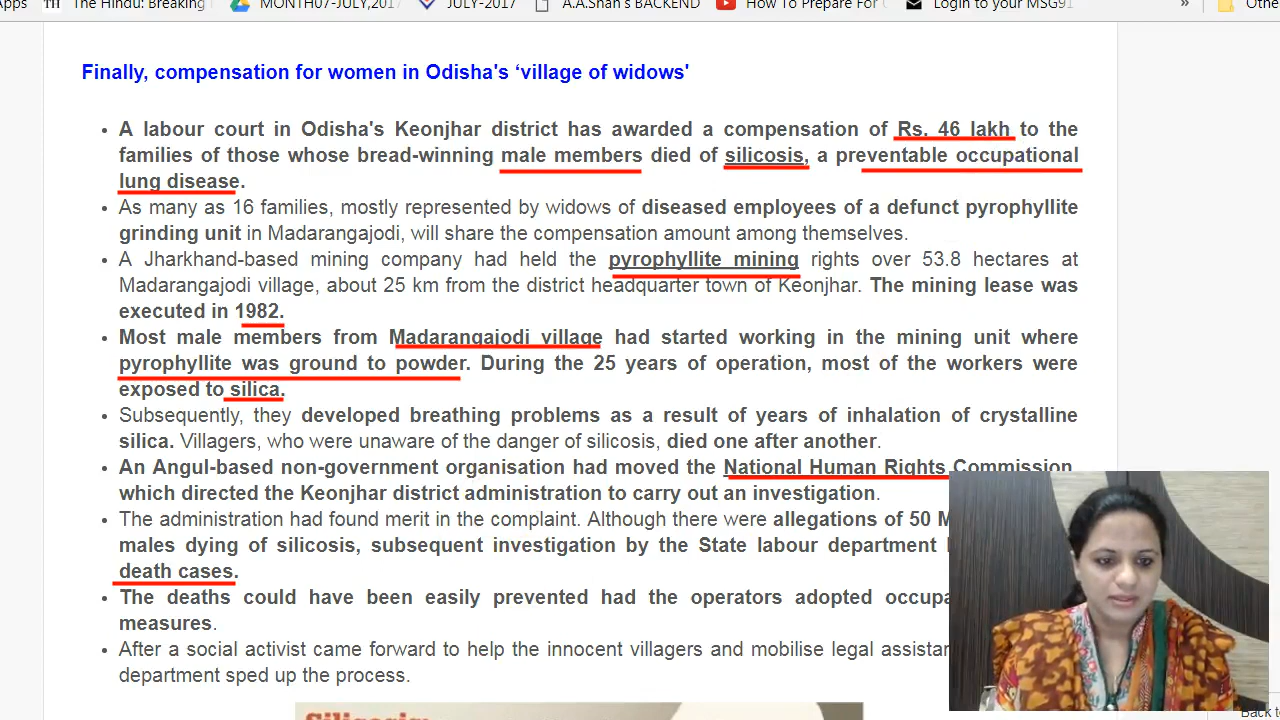 The Hindu: Breaking
MONTH07-JULY,2017
JULY-2017
A.A.Shah's BACKEND
How To Prepare For
Login to your MSG91
»
Finally, compensation for women in Odisha's ‘village of widows'
• A labour court in Odisha's Keonjhar district has awarded a compensation of Rs. 46 lakh to the
families of those whose bread-winning male members died of silicosis, a preventable occupational
lung disease.
• As many as 16 families, mostly represented by widows of diseased employees of a defunct pyrophyllite
grinding unit in Madarangajodi, will share the compensation amount among themselves.
• A Jharkhand-based mining company had held the pyrophyllite mining rights over 53.8 hectares at
Madarangajodi village, about 25 km from the district headquarter town of Keonjhar. The mining lease was
executed in 1982.
• Most male members from Madarangajodi village had started working in the mining unit where
pyrophyllite was ground to powder. During the 25 years of operation, most of the workers were
exposed to silica.
• Subsequently, they developed breathing problems as a result of years of inhalation of crystalline
silica. Villagers, who were unaware of the danger of silicosis, died one after another.
• An Angul-based non-government organisation had moved the National Human Rights Commission,
which directed the Keonjhar district administration to carry out an investigation.
• The administration had found merit in the complaint. Although there were allegations of 50 M
males dying of silicosis, subsequent investigation by the State labour department
death cases.
• The deaths could have been easily prevented had the operators adopted occupa
measures.
• After a social activist came forward to help the innocent villagers and mobilise legal assistan
department sped up the process.
Silicosis:
Back to